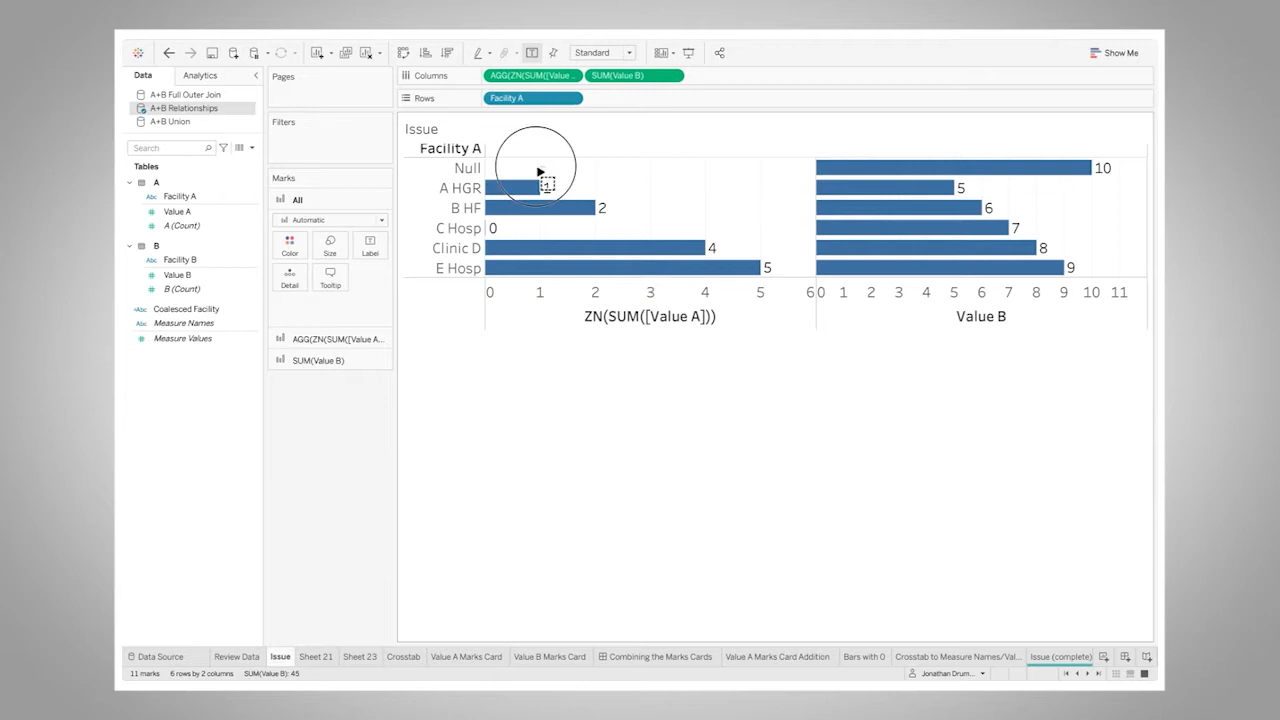 Standard
Show Me
Data
Analytics
Pages
Columns
AGG(ZN(SUM([Value ..
SUM(Value B)
Rows
Facility A
A+B Full Outer Join
A+B Relationships
A+B Union
Filters
Search
Tables
A
Facility A
Value A
A (Count)
B
Facility B
Value B
B (Count)
Coalesced Facility
Measure Names
Measure Values
Marks
All
Automatic
Color
Size
Label
Detail
Tooltip
AGG(ZN(SUM([Value A...
SUM(Value B)
Issue
Facility A
Null
10
A HGR
1
5
B HF
2
6
C Hosp
0
7
Clinic D
4
8
E Hosp
5
9
0 1 2 3 4 5 6
0 1 2 3 4 5 6 7 8 9 10 11
ZN(SUM([Value A]))
Value B
Data Source
Review Data
Issue
Sheet 21
Sheet 23
Crosstab
Value A Marks Card
Value B Marks Card
Combining the Marks Cards
Value A Marks Card Addition
Bars with 0
Crosstab to Measure Names/Val...
Issue (complete)
11 marks
6 rows by 2 columns
SUM(Value B): 45
Jonathan Drum...